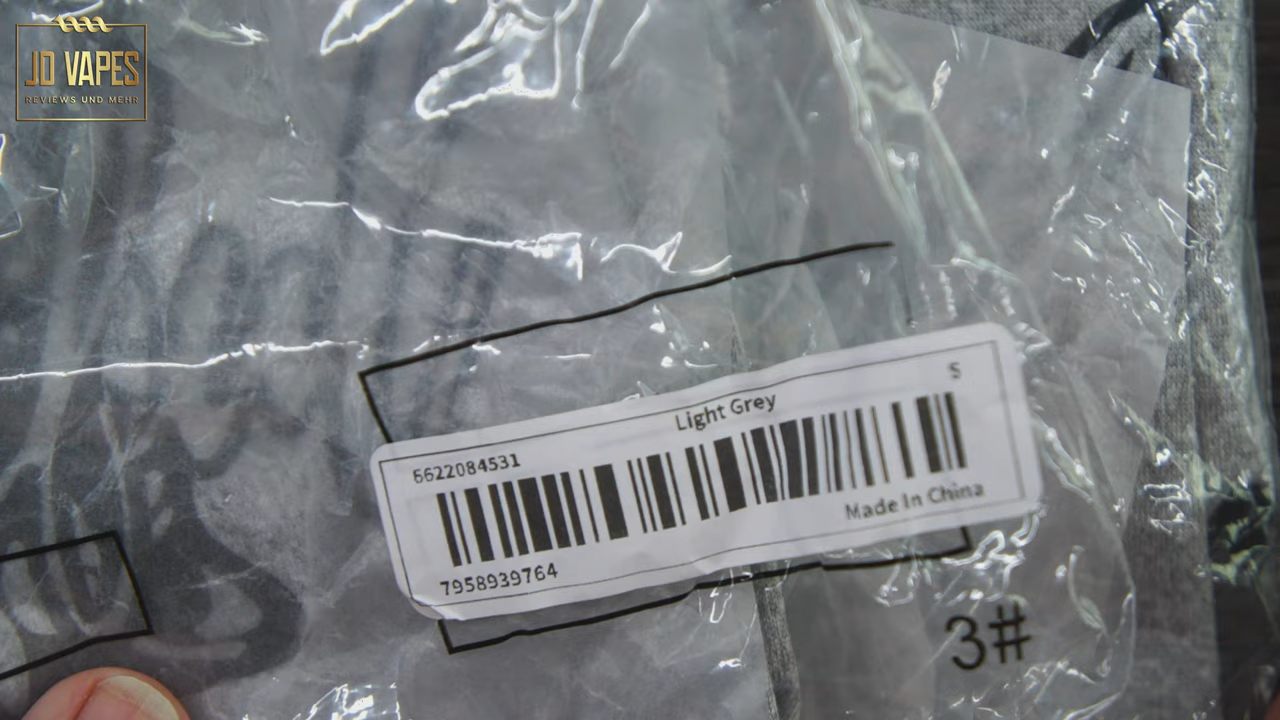 JD VAPES
REVIEWS UND MEHR
S
Light Grey
6622084531
Made In China
7958939764
3#